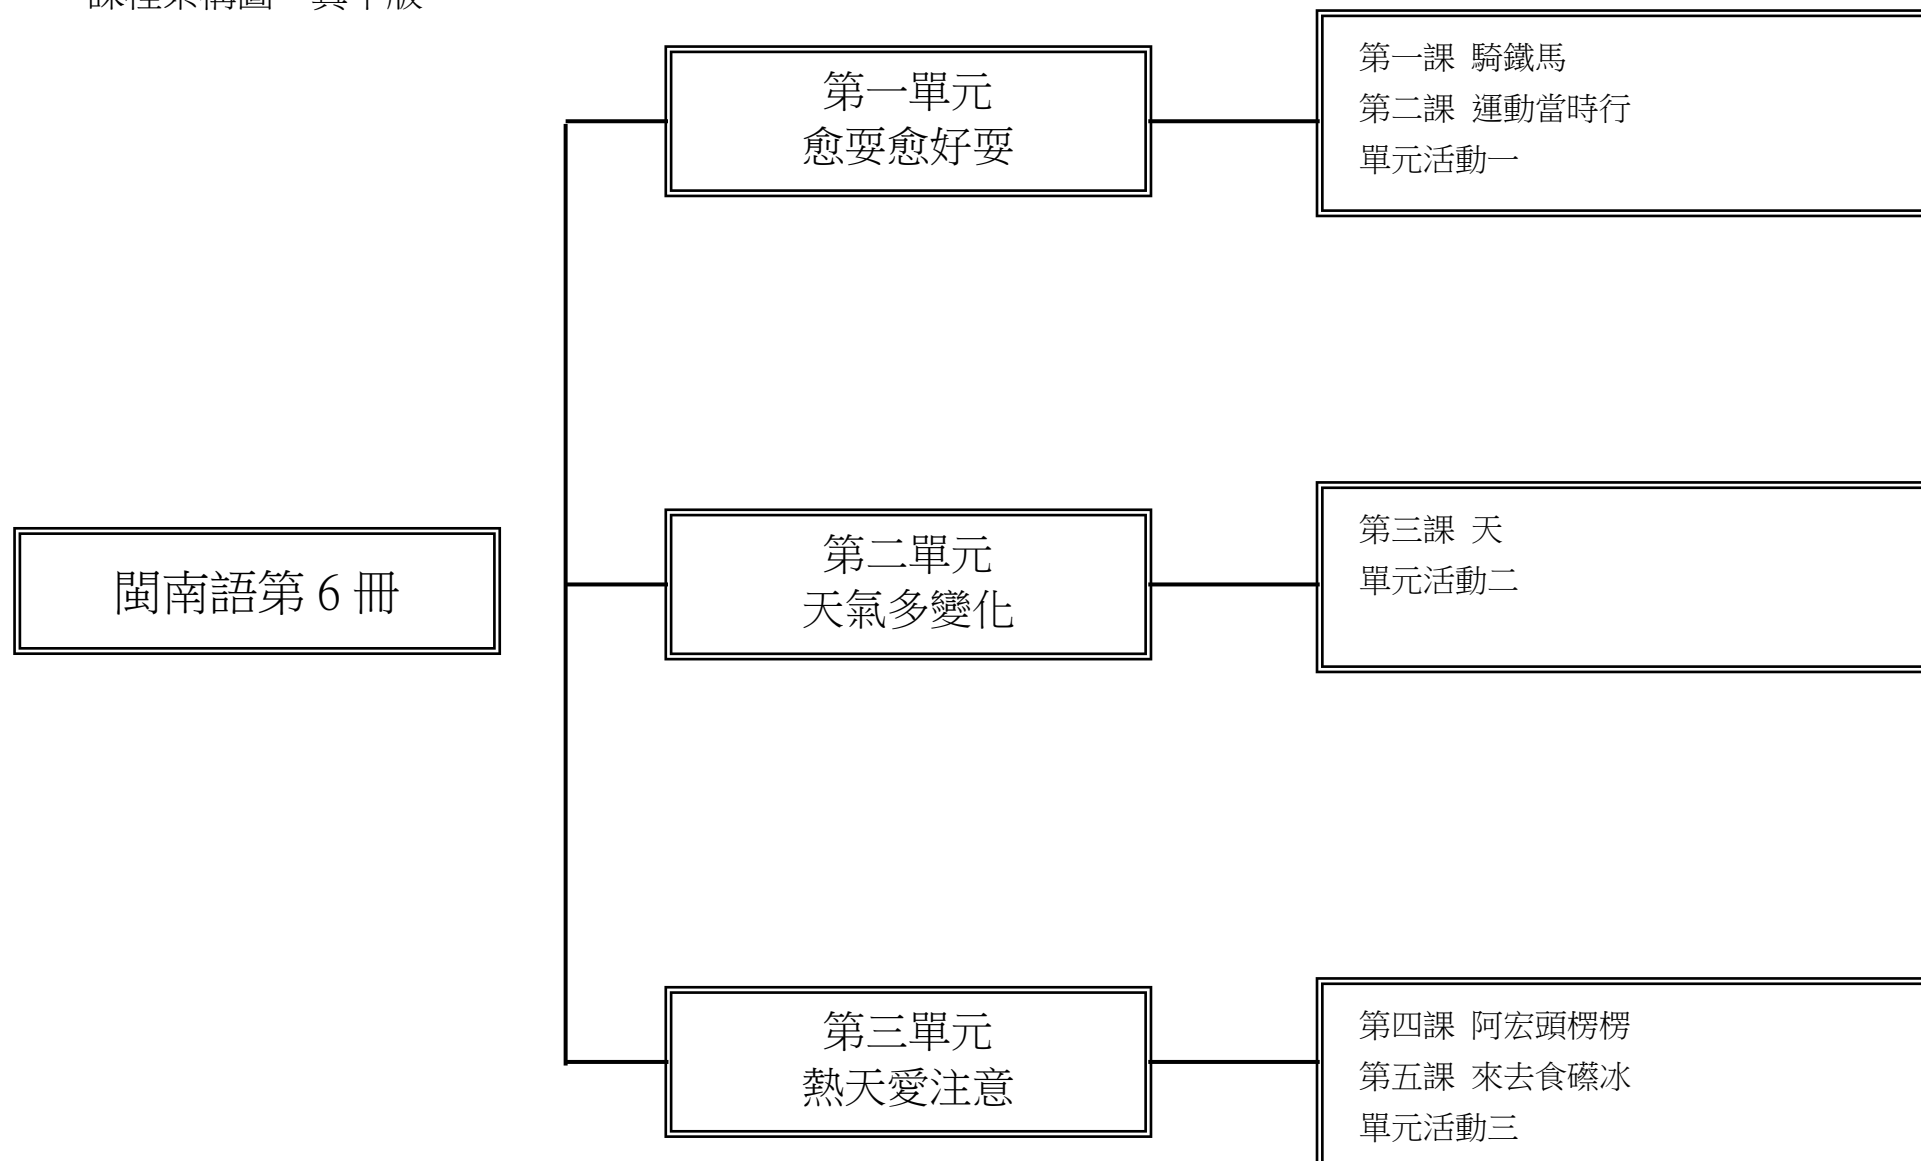 第一課 騎鐵馬
第二課 運動當時行
單元活動一
第一單元
愈耍愈好耍
第三課 天
單元活動二
第二單元
天氣多變化
閩南語第 6 冊
第四課 阿宏頭楞楞
第五課 來去食礤冰
單元活動三
第三單元
熱天愛注意